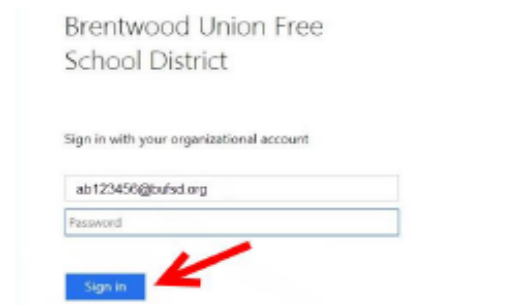 Brentwood Union Free
School District
Sign in with your organizational account
ab123456@bufsd.org
Password
Sign in